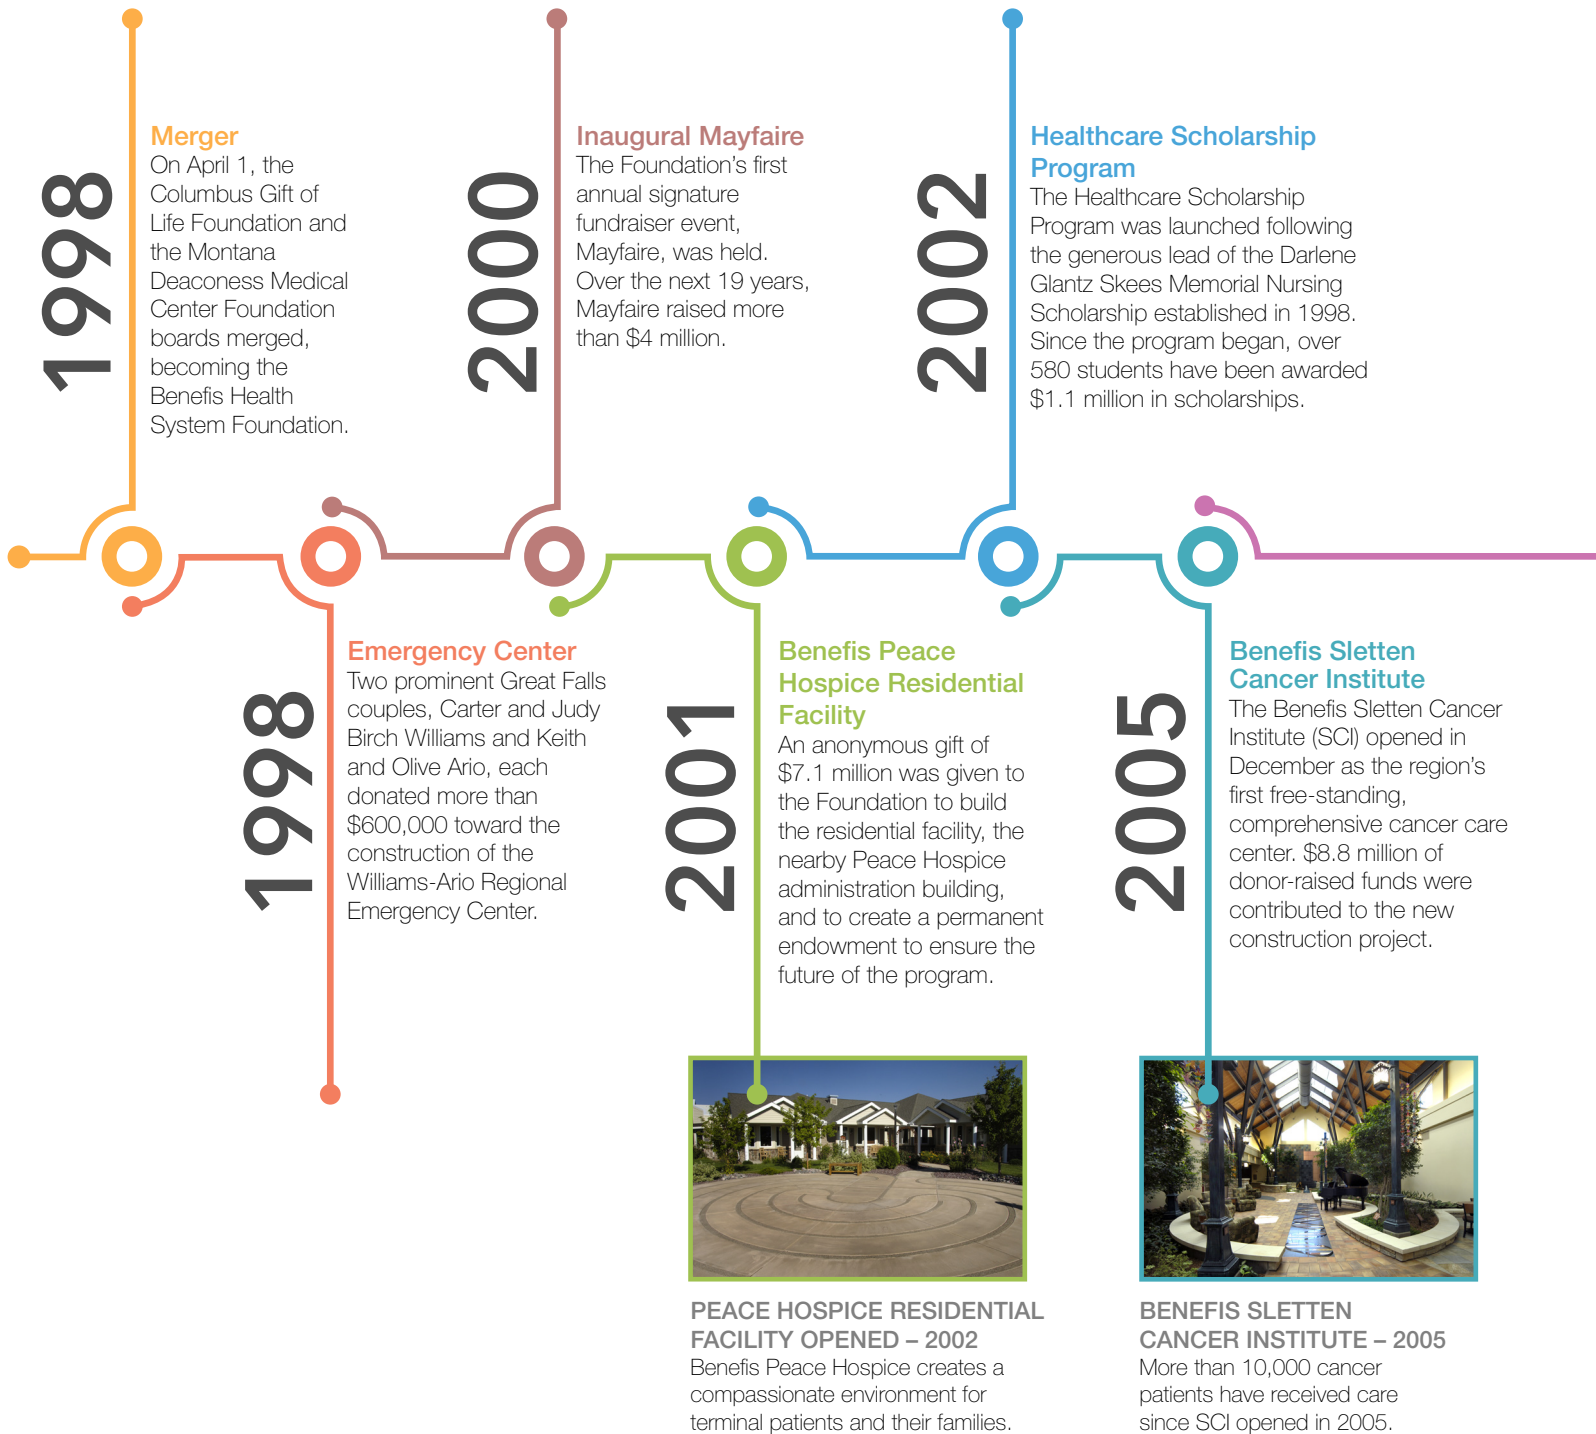 1998
Merger
On April 1, the
Columbus Gift of
Life Foundation and
the Montana
Deaconess Medical
Center Foundation
boards merged,
becoming the
Benefis Health
System Foundation.
1998
Emergency Center
Two prominent Great Falls
couples, Carter and Judy
Birch Williams and Keith
and Olive Ario, each
donated more than
$600,000 toward the
construction of the
Williams-Ario Regional
Emergency Center.
2000
Inaugural Mayfaire
The Foundation’s first
annual signature
fundraiser event,
Mayfaire, was held.
Over the next 19 years,
Mayfaire raised more
than $4 million.
2001
Benefis Peace
Hospice Residential
Facility
An anonymous gift of
$7.1 million was given to
the Foundation to build
the residential facility, the
nearby Peace Hospice
administration building,
and to create a permanent
endowment to ensure the
future of the program.
PEACE HOSPICE RESIDENTIAL
FACILITY OPENED – 2002
Benefis Peace Hospice creates a
compassionate environment for
terminal patients and their families.
2002
Healthcare Scholarship
Program
The Healthcare Scholarship
Program was launched following
the generous lead of the Darlene
Glantz Skees Memorial Nursing
Scholarship established in 1998.
Since the program began, over
580 students have been awarded
$1.1 million in scholarships.
2005
Benefis Sletten
Cancer Institute
The Benefis Sletten Cancer
Institute (SCI) opened in
December as the region’s
first free-standing,
comprehensive cancer care
center. $8.8 million of
donor-raised funds were
contributed to the new
construction project.
BENEFIS SLETTEN
CANCER INSTITUTE – 2005
More than 10,000 cancer
patients have received care
since SCI opened in 2005.